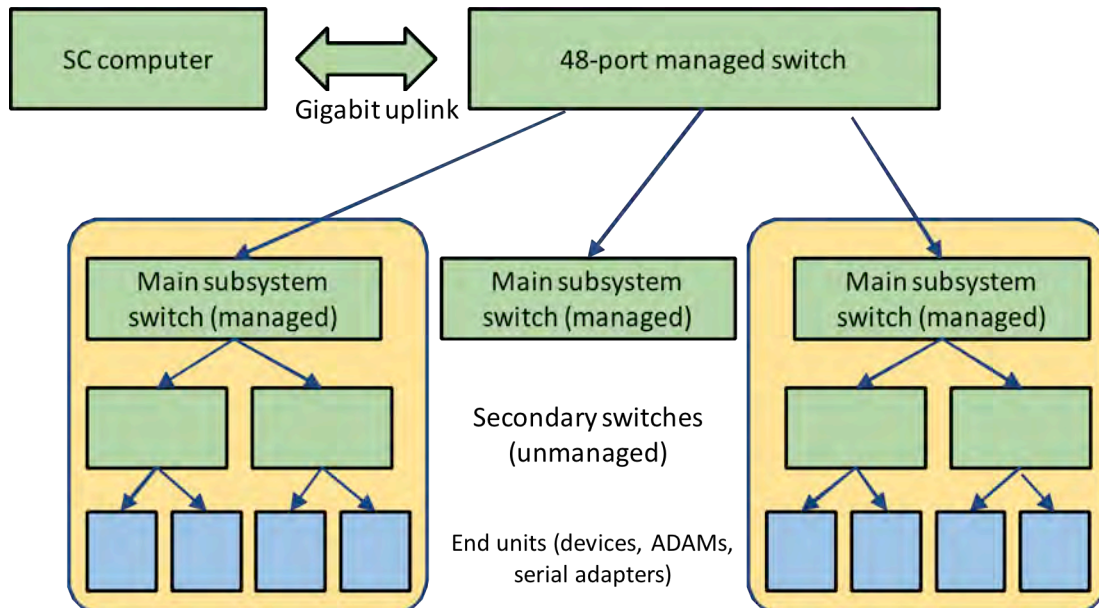 SC computer
48-port managed switch
Gigabit uplink
Main subsystem
switch (managed)
Main subsystem
switch (managed)
Main subsystem
switch (managed)
Secondary switches
(unmanaged)
End units (devices, ADAMs,
serial adapters)